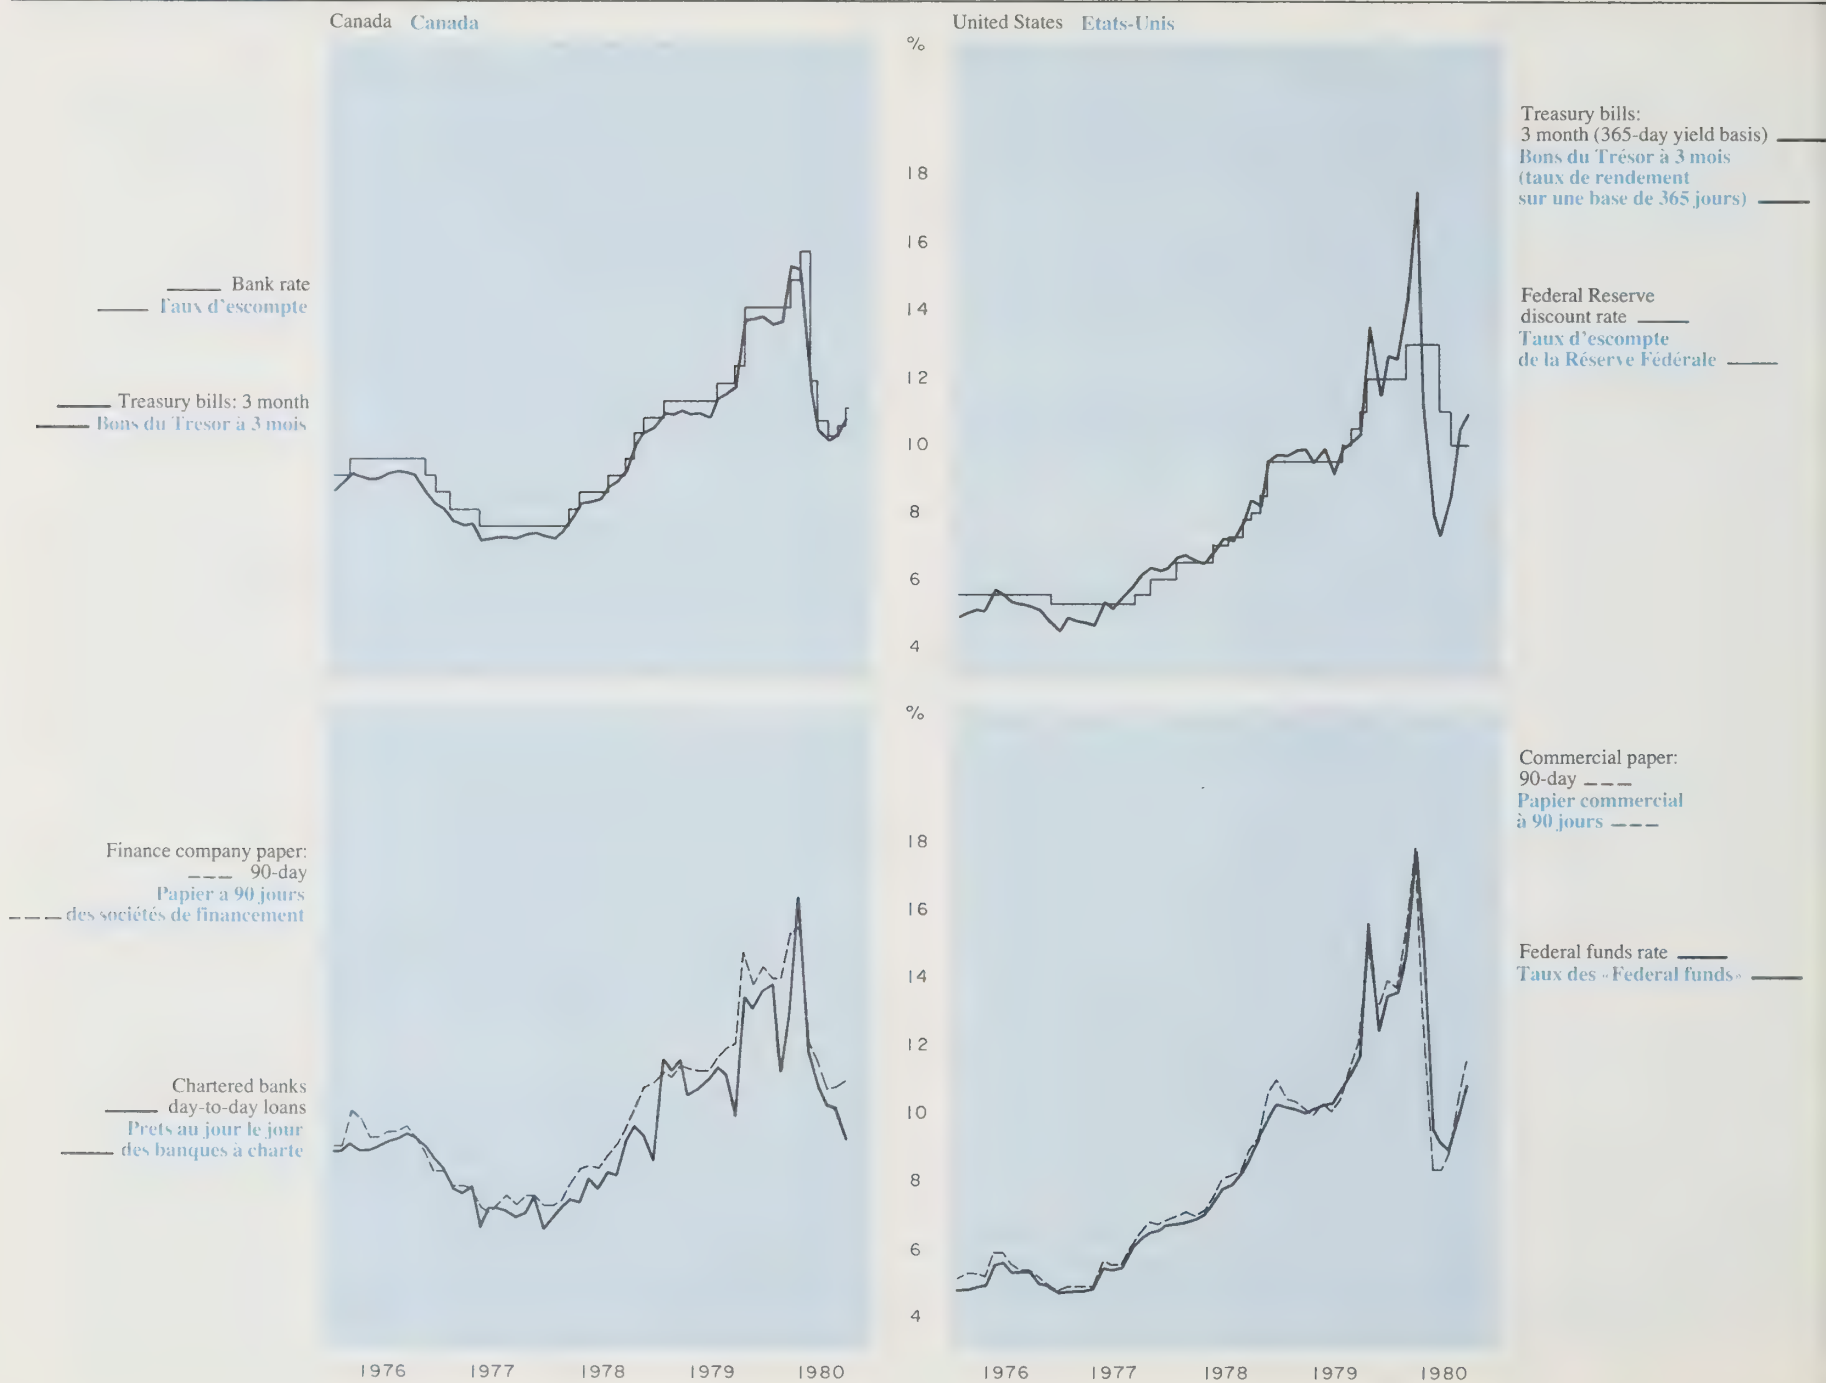 Canada Canada
United States Etats-Unis
%
18
16
14
12
10
8
6
4
Bank rate
Taux d'escompte
Treasury bills: 3 month
Bons du Tresor à 3 mois
Treasury bills:
3 month (365-day yield basis)
Bons du Trésor à 3 mois
(taux de rendement
sur une base de 365 jours)
Federal Reserve
discount rate
Taux d'escompte
de la Réserve Fédérale
%
18
16
14
12
10
8
6
4
Finance company paper:
90-day
Papier a 90 jours
des sociétés de financement
Chartered banks
day-to-day loans
Prets au jour le jour
des banques à charte
Commercial paper:
90-day
Papier commercial
à 90 jours
Federal funds rate
Taux des «Federal funds»
1976 1977 1978 1979 1980
1976 1977 1978 1979 1980